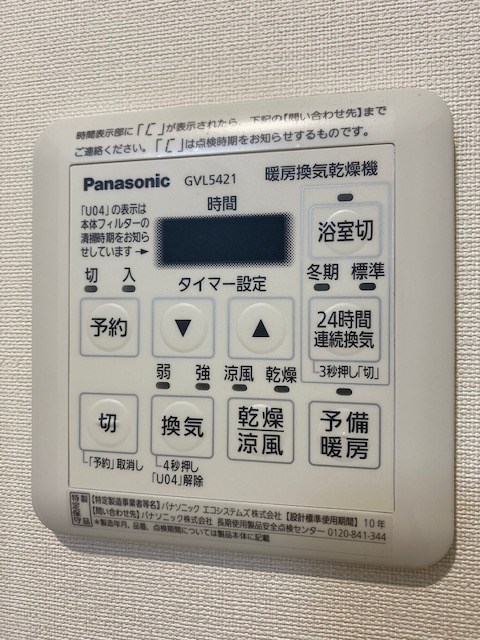 時間表示部に「[」が表示されたら、下記の【問い合わせ先】まで
ご連絡ください。「[」は点検時期をお知らせするものです。
Panasonic GVL5421 暖房換気乾燥機
「U04」の表示は
本体フィルターの
清掃時期をお知ら
せしています→
時間
浴室切
切 入 タイマー設定 冬期 標準
予約 ▼ ▲ 24時間
連続換気
3秒押し「切」
弱 強 涼風 乾燥
切 換気 乾燥
涼風 予備
暖房
「予約」取消し 4秒押し
「U04」解除
特定保守製品
【特定製造事業者等名】パナソニック エコシステムズ株式会社 【設計標準使用期間】10年
【問い合わせ先】パナソニック株式会社 長期使用製品安全点検センター 0120-841-344
*製造年月、品番、点検期間については製品本体に記載